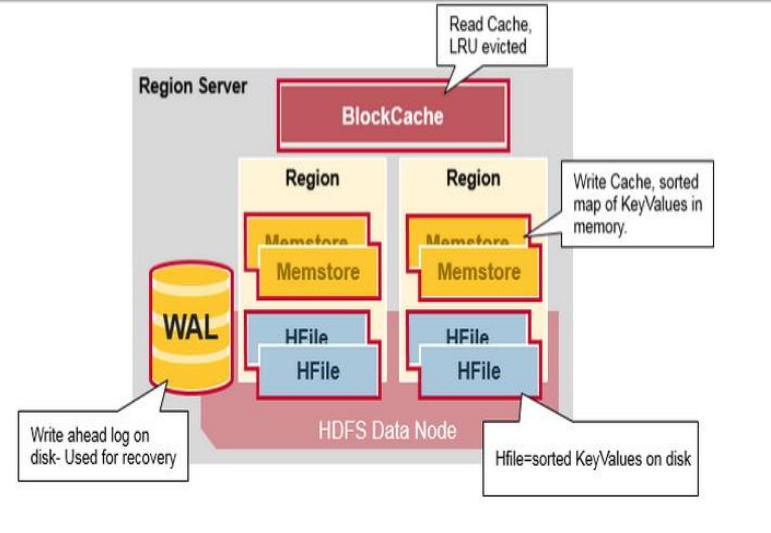 Read Cache,
LRU evicted
Region Server
BlockCache
Region
Region
Write Cache, sorted
map of KeyValues in
memory.
Memstore
Memstore
Memstore
Memstore
WAL
HFile
HFile
HFile
HFile
HDFS Data Node
Write ahead log on
disk- Used for recovery
Hfile=sorted KeyValues on disk